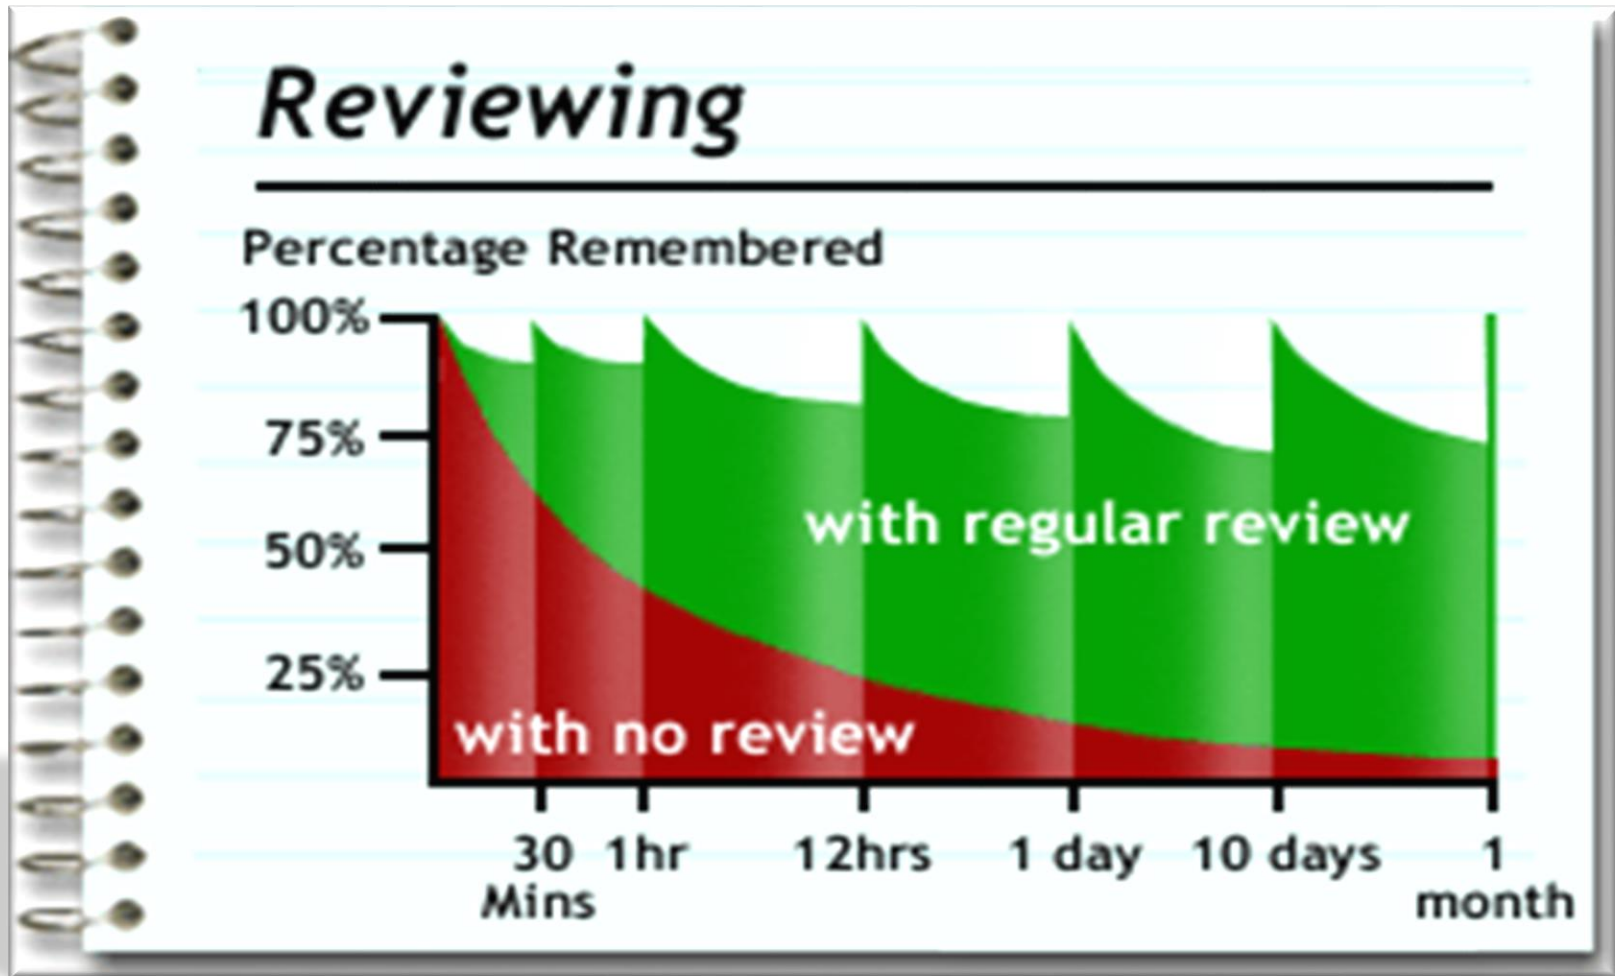 Reviewing
Percentage Remembered
100%
75%
50%
25%
with regular review
with no review
30 1hr 12hrs 1 day 10 days 1
Mins month